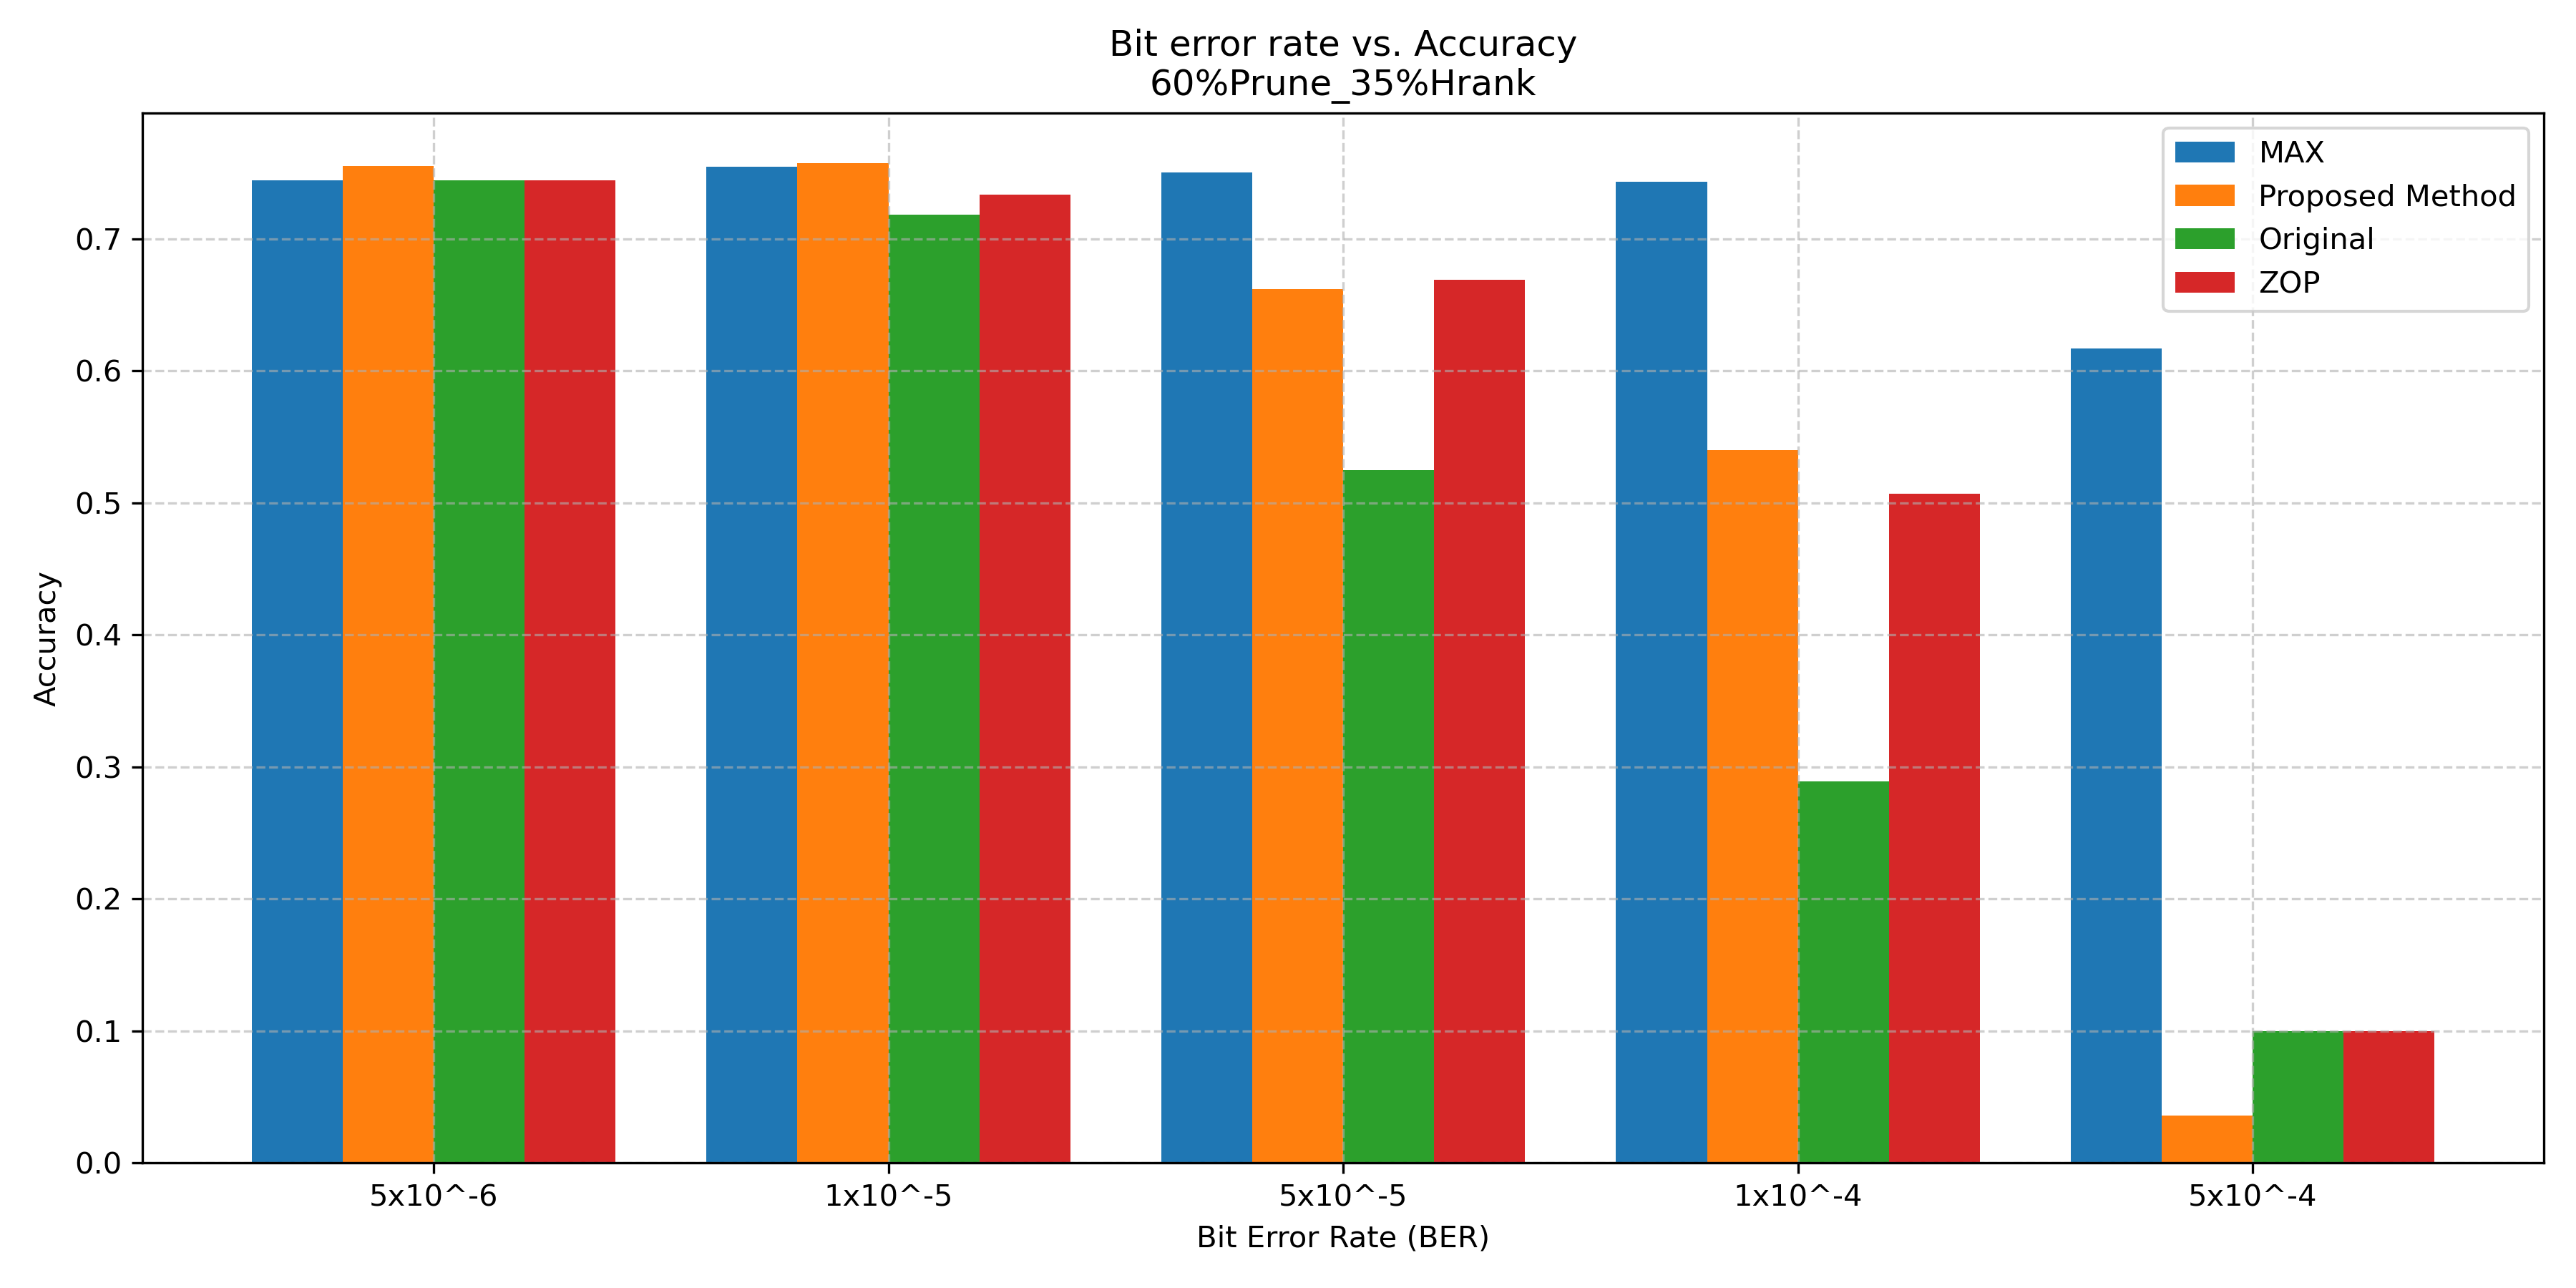 Bit error rate vs. Accuracy
60%Prune_35%Hrank
MAX
Proposed Method
Original
ZOP
Accuracy
0.7
0.6
0.5
0.4
0.3
0.2
0.1
0.0
5x10^-6
1x10^-5
5x10^-5
1x10^-4
5x10^-4
Bit Error Rate (BER)